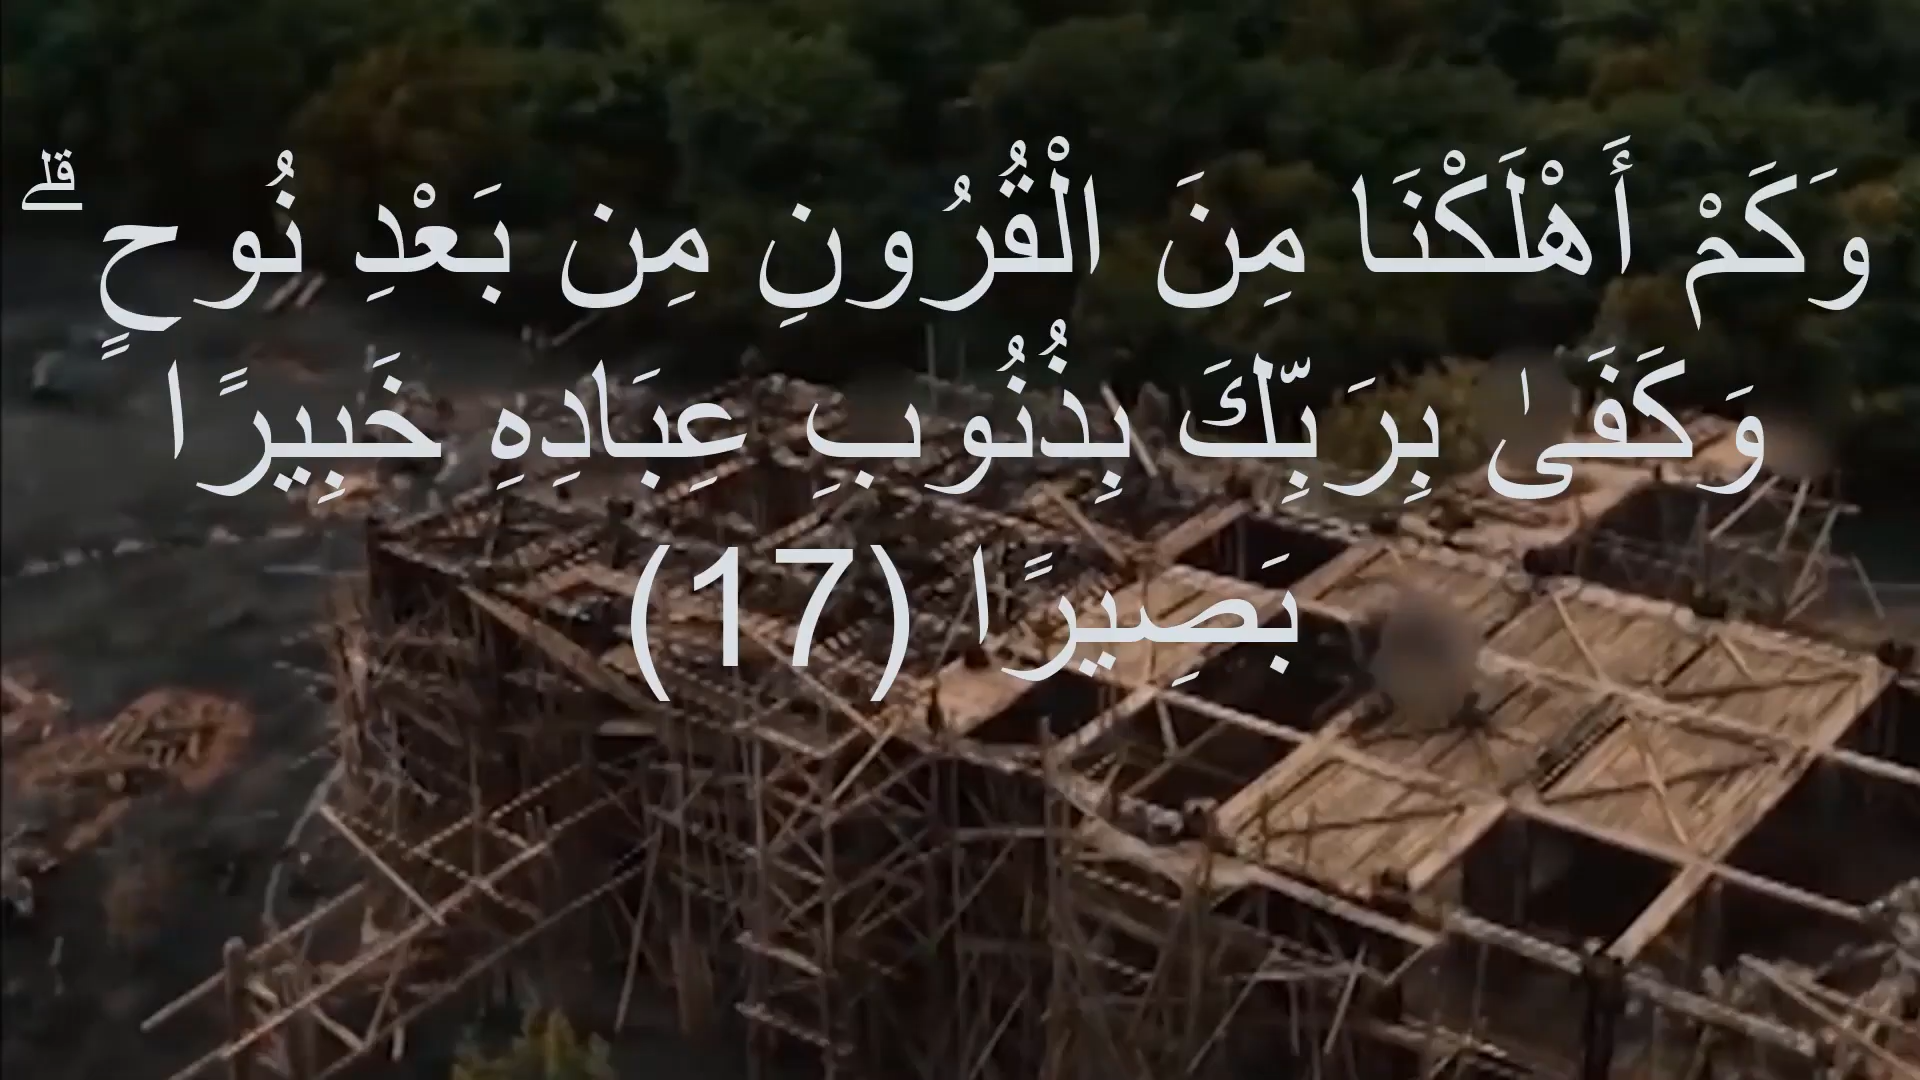 وَكَمْ أَهْلَكْنَا مِنَ الْقُرُونِ مِن بَعْدِ نُوحٍ ۗ
وَكَفَىٰ بِرَبِّكَ بِذُنُوبِ عِبَادِهِ خَبِيرًا
بَصِيرًا (17)